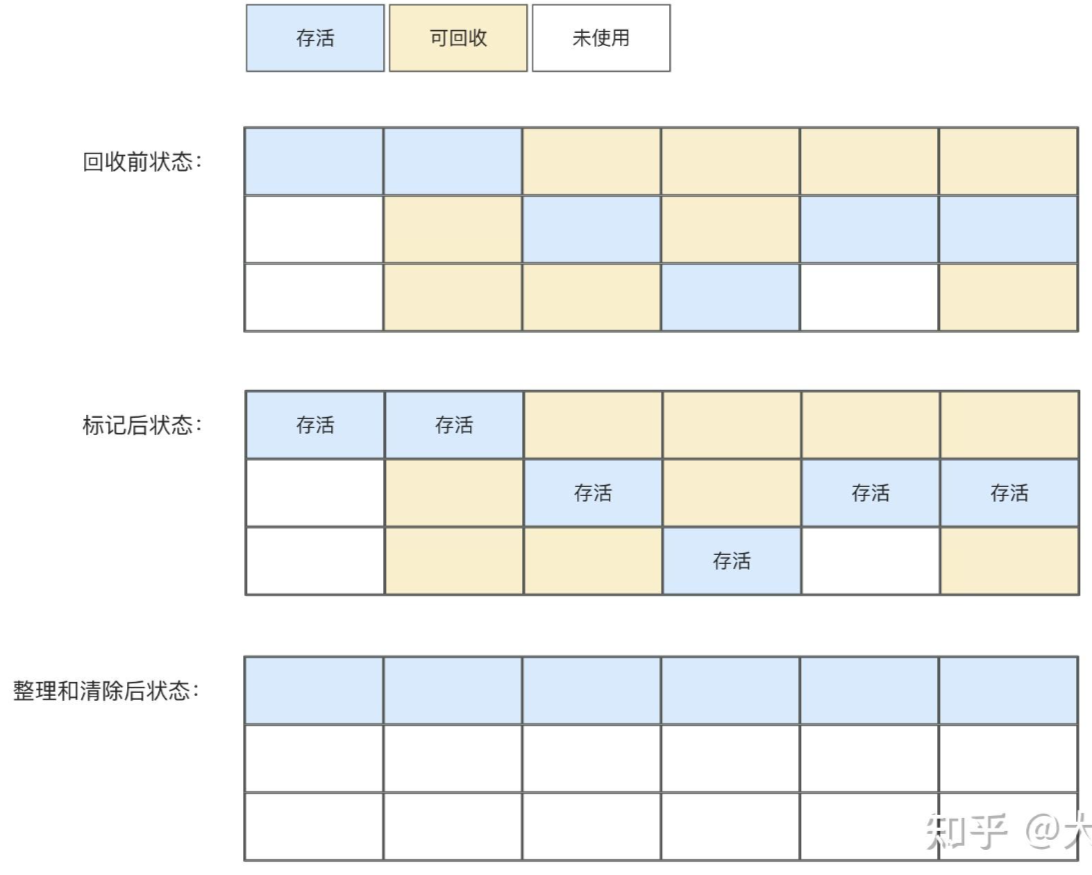 存活 可回收 未使用
回收前状态：
标记后状态：
存活 存活
存活 存活 存活
存活
整理和清除后状态：
知乎 @大